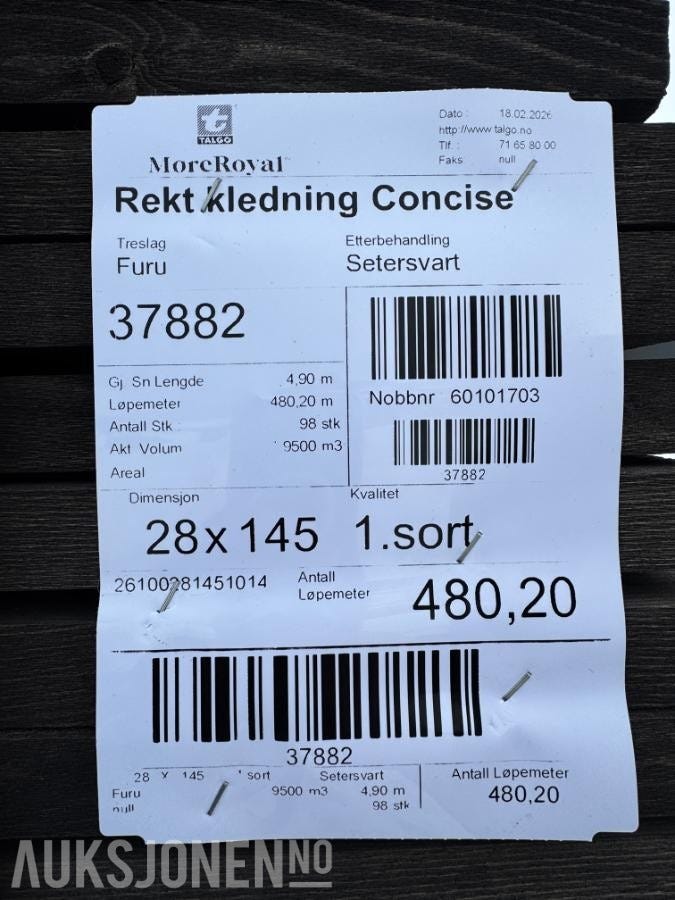 TALGO
MoreRoyal
Dato : 18.02.2026
http://www talgo.no
Tlf. : 71 65 80 00
Faks null
Rekt kledning Concise
Treslag
Furu
Etterbehandling
Setersvart
37882
Gj. Sn Lengde 4,90 m
Løpemeter 480,20 m
Antall Stk 98 stk
Akt Volum 9500 m3
Areal
Nobbnr 60101703
37882
Dimensjon
28x145
Kvalitet
1.sort
26100281451014
Antall
Løpemeter
480,20
37882
28 X 145 1 sort Setersvart
Furu 9500 m3 4,90 m
null 98 stk
Antall Løpemeter
480,20
AUKSJONEN NO